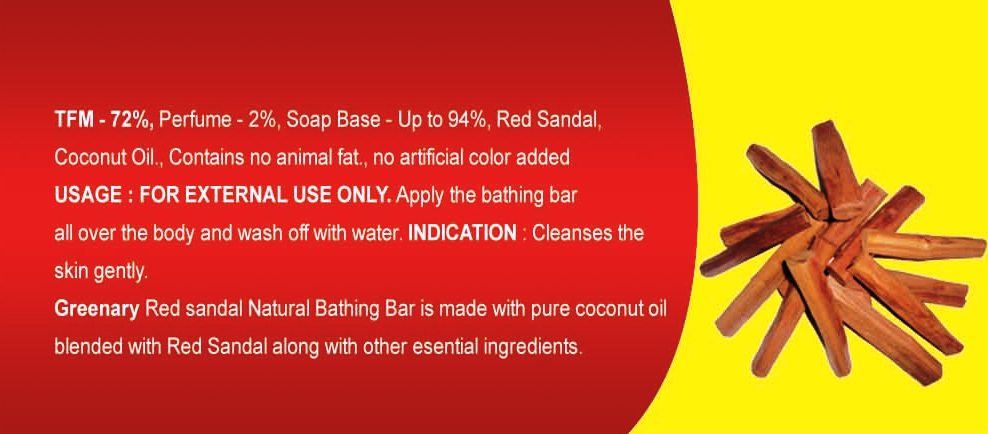 TFM - 72%, Perfume - 2%, Soap Base - Up to 94%, Red Sandal,
Coconut Oil., Contains no animal fat., no artificial color added
USAGE : FOR EXTERNAL USE ONLY. Apply the bathing bar
all over the body and wash off with water. INDICATION : Cleanses the
skin gently.
Greenary Red sandal Natural Bathing Bar is made with pure coconut oil
blended with Red Sandal along with other esential ingredients.